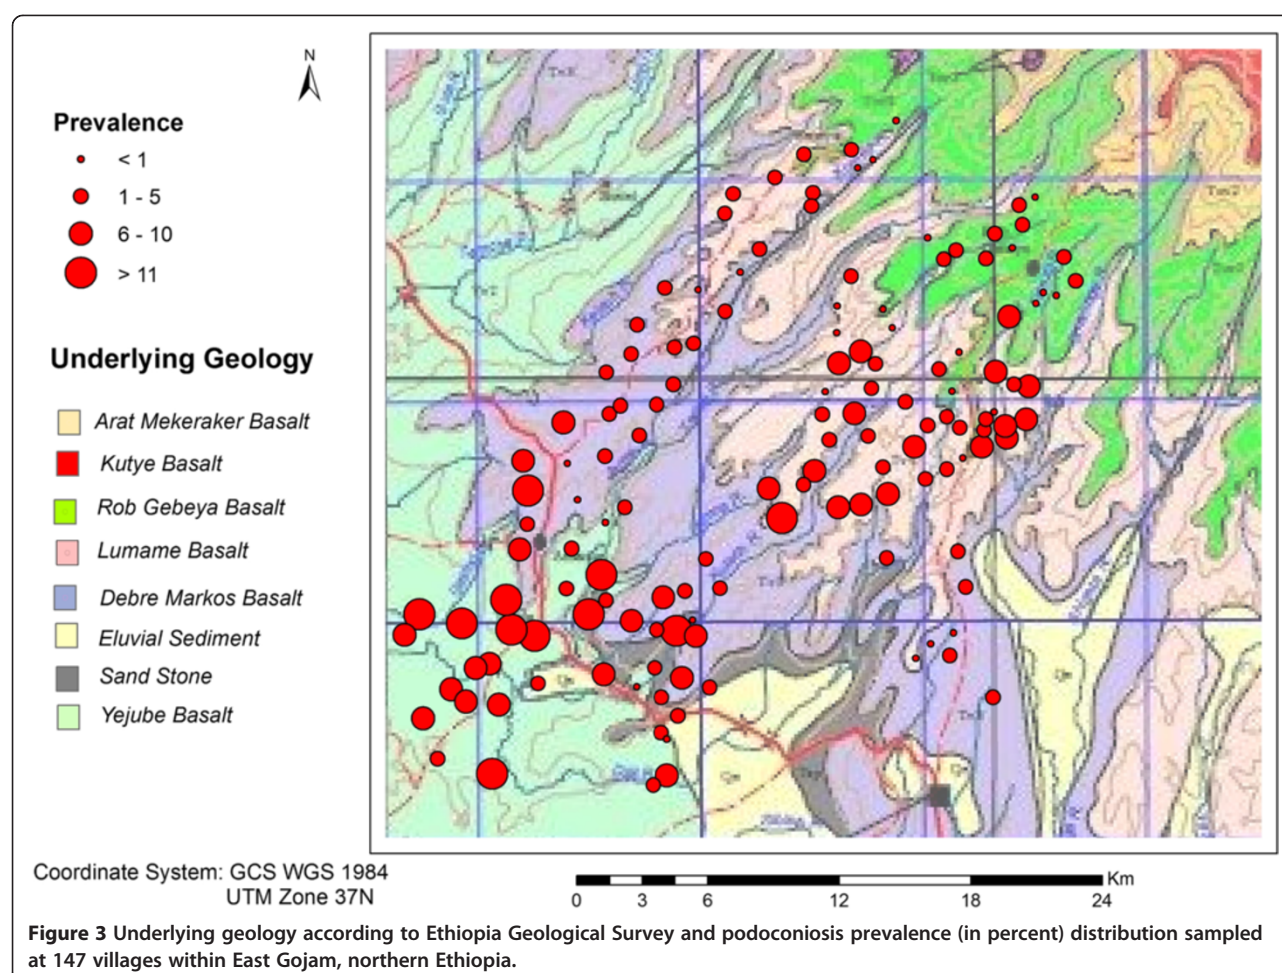 N
Prevalence
< 1
1 - 5
6 - 10
> 11
Underlying Geology
Arat Mekeraker Basalt
Kutye Basalt
Rob Gebeya Basalt
Lumame Basalt
Debre Markos Basalt
Eluvial Sediment
Sand Stone
Yejube Basalt
Coordinate System: GCS WGS 1984
UTM Zone 37N
Km
0 3 6 12 18 24
Figure 3 Underlying geology according to Ethiopia Geological Survey and podoconiosis prevalence (in percent) distribution sampled
at 147 villages within East Gojam, northern Ethiopia.